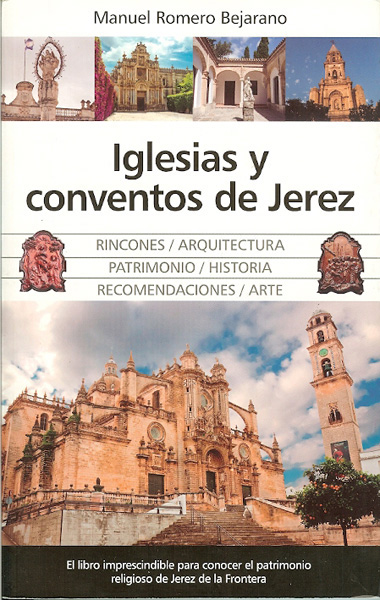 Manuel Romero Bejarano
Iglesias y
conventos de Jerez
RINCONES / ARQUITECTURA
PATRIMONIO / HISTORIA
RECOMENDACIONES / ARTE
El libro imprescindible para conocer el patrimonio
religioso de Jerez de la Frontera